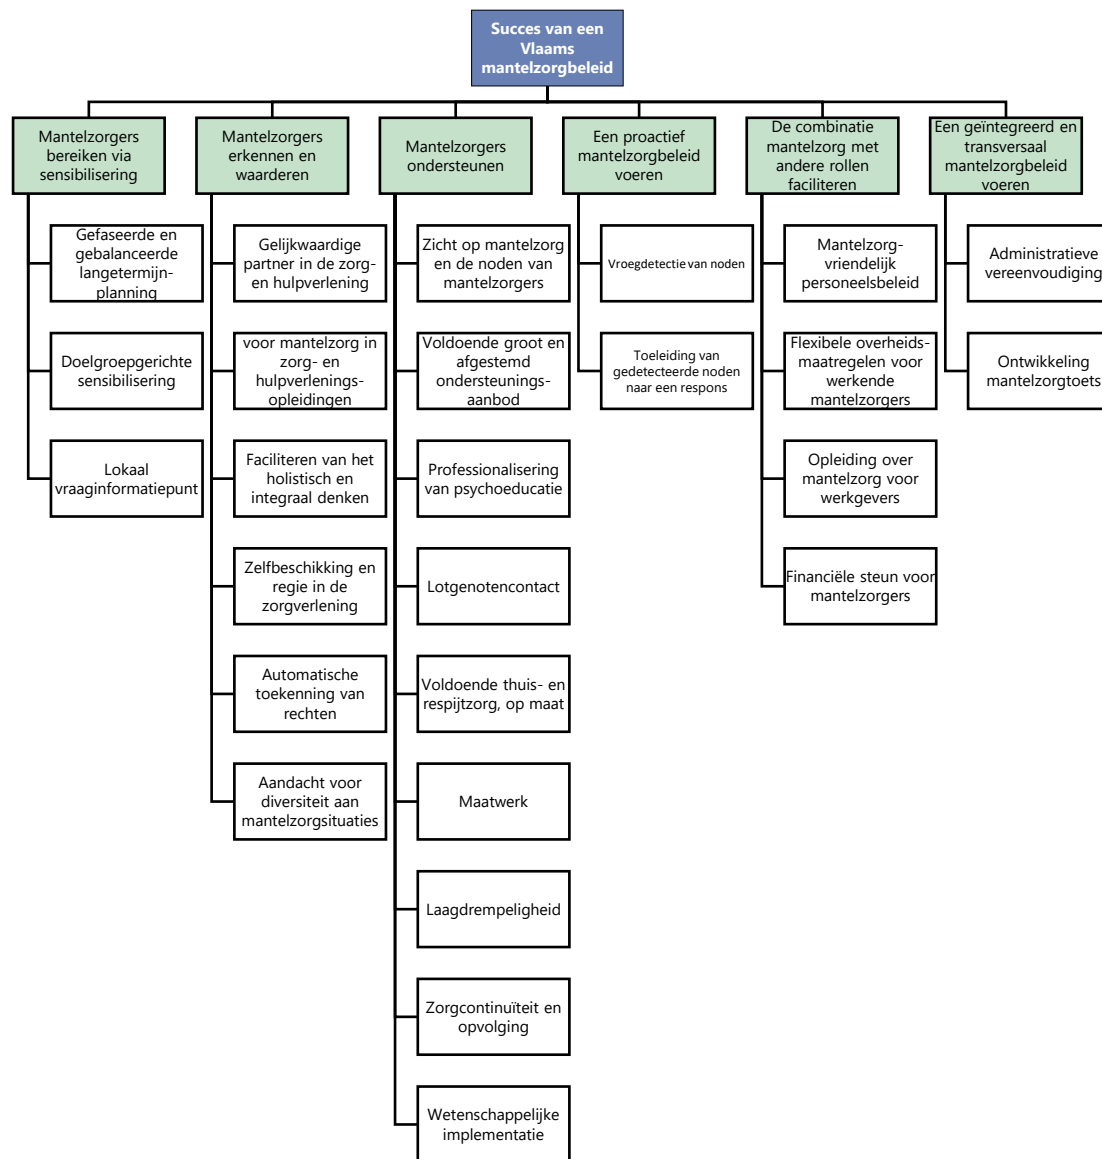 Succes van een
Vlaams
mantelzorgbeleid
Mantelzorgers
bereiken via
sensibilisering
Gefaseerde en
gebalanceerde
langetermijn-
planning
Doelgroepgerichte
sensibilisering
Lokaal
vraaginformatiepunt
Mantelzorgers
erkennen en
waarderen
Gelijkwaardige
partner in de zorg-
en hulpverlening
voor mantelzorg in
zorg- en
hulpverlenings-
opleidingen
Faciliteren van het
holistisch en
integraal denken
Zelfbeschikking en
regie in de
zorgverlening
Automatische
toekenning van
rechten
Aandacht voor
diversiteit aan
mantelzorgsituaties
Mantelzorgers
ondersteunen
Zicht op mantelzorg
en de noden van
mantelzorgers
Voldoende groot en
afgestemd
ondersteunings-
aanbod
Professionalisering
van psychoeducatie
Lotgenotencontact
Voldoende thuis- en
respijtzorg, op maat
Maatwerk
Laagdrempeligheid
Zorgcontinuïteit en
opvolging
Wetenschappelijke
implementatie
Een proactief
mantelzorgbeleid
voeren
Vroegdetectie van noden
Toeleiding van
gedetecteerde noden
naar een respons
De combinatie
mantelzorg met
andere rollen
faciliteren
Mantelzorg-
vriendelijk
personeelsbeleid
Flexibele overheids-
maatregelen voor
werkende
mantelzorgers
Opleiding over
mantelzorg voor
werkgevers
Financiële steun voor
mantelzorgers
Een geïntegreerd en
transversaal
mantelzorgbeleid
voeren
Administratieve
vereenvoudiging
Ontwikkeling
mantelzorgtoets